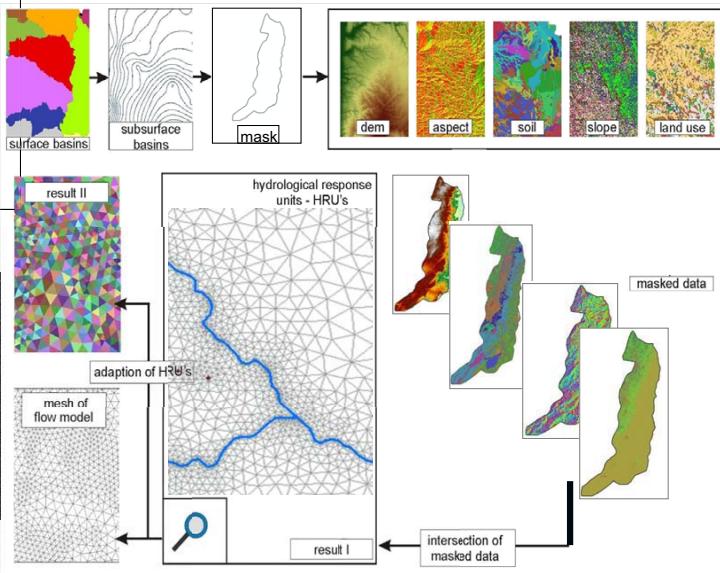 surface basins
subsurface
basins
mask
dem
aspect
soil
slope
land use
result II
hydrological response
units - HRU's
masked data
adaption of HRU's
mesh of
flow model
result I
intersection of
masked data